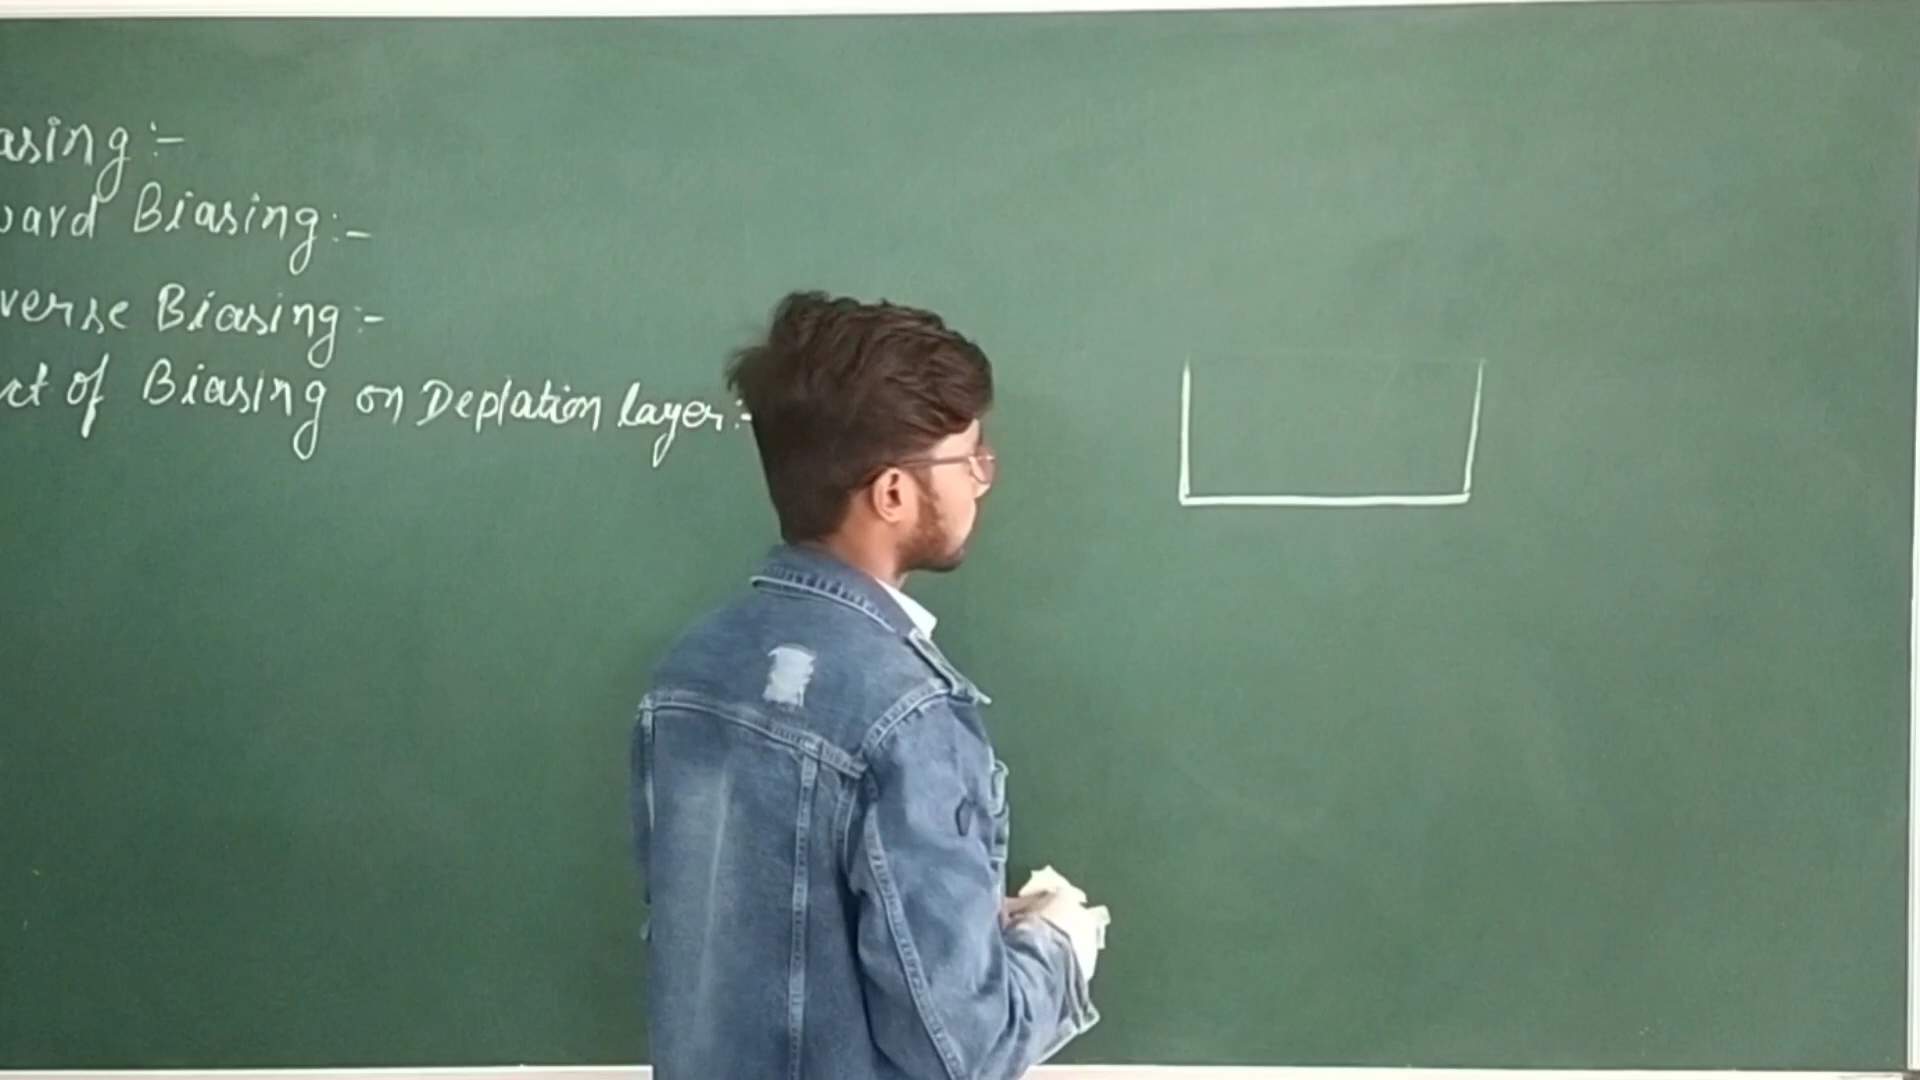 asing:-
ward Biasing:-
verse Biasing:-
ct of Biasing on Deplation layer:-